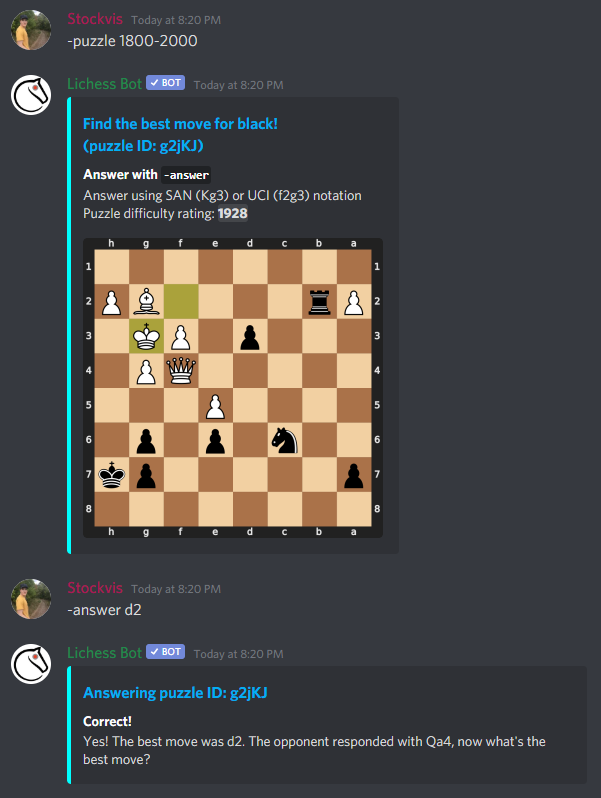 Stockvis Today at 8:20 PM
-puzzle 1800-2000
Lichess Bot ✓ BOT Today at 8:20 PM
Find the best move for black!
(puzzle ID: g2jKJ)
Answer with -answer
Answer using SAN (Kg3) or UCI (f2g3) notation
Puzzle difficulty rating: 1928
h g f e d c b a
1 1
2 2
3 3
4 4
5 5
6 6
7 7
8 8
h g f e d c b a
Stockvis Today at 8:20 PM
-answer d2
Lichess Bot ✓ BOT Today at 8:20 PM
Answering puzzle ID: g2jKJ
Correct!
Yes! The best move was d2. The opponent responded with Qa4, now what's the
best move?